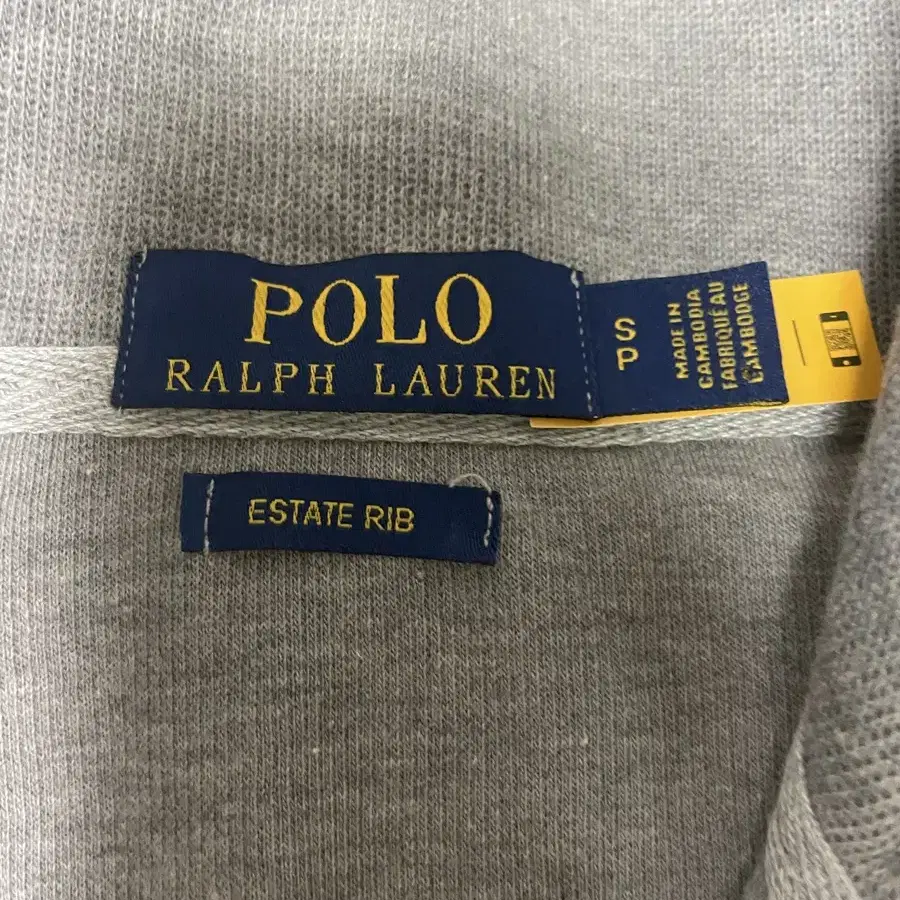 POLO
RALPH LAUREN
S
P
MADE IN
CAMBODIA
FABRIQUÉ AU
CAMBODGE
ESTATE RIB